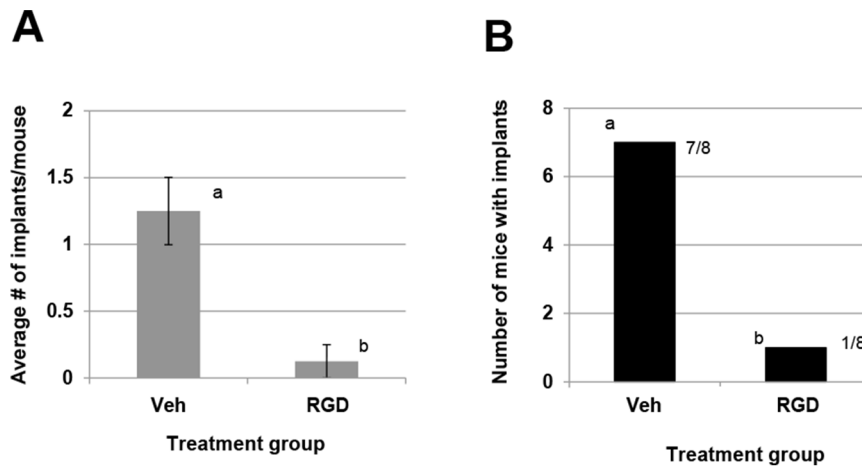 A
Average # of implants/mouse
2
1.5
1
0.5
0
a
b
Veh RGD
Treatment group
B
Number of mice with implants
8
6
4
2
0
a
7/8
b
1/8
Veh RGD
Treatment group